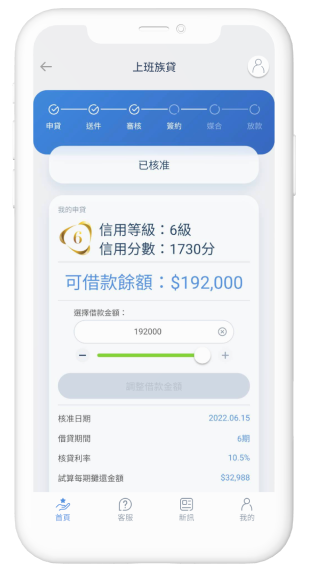 上班族貸
申貸 送件 審核 簽約 媒合 放款
已核准
我的申貸
6
信用等級：6級
信用分數：1730分
可借款餘額：$192,000
選擇借款金額：
192000
調整借款金額
核准日期 2022.06.15
借貸期間 6期
核貸利率 10.5%
試算每期攤還金額 $32,988
首頁 客服 新訊 我的